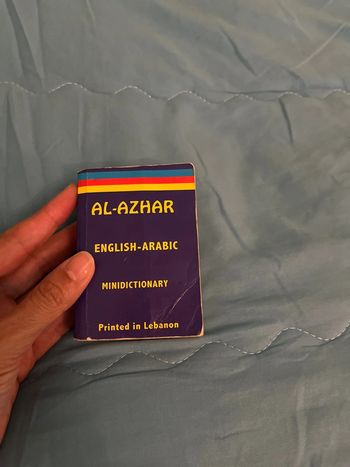 AL-AZHAR
ENGLISH-ARABIC
MINIDICTIONARY
Printed in Lebanon